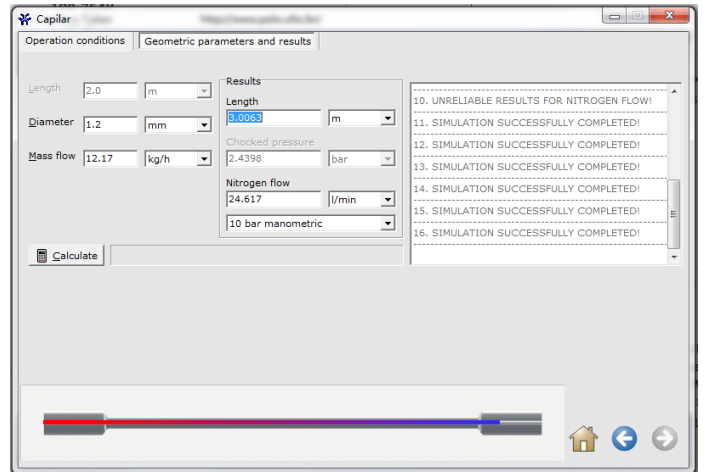 Capilar
Operation conditions
Geometric parameters and results
Length
2.0
m
Diameter
1.2
mm
Mass flow
12.17
kg/h
Calculate
Results
Length
3.0063
m
Chocked pressure
2.4398
bar
Nitrogen flow
24.617
l/min
10 bar manometric
10. UNRELIABLE RESULTS FOR NITROGEN FLOW!
11. SIMULATION SUCCESSFULLY COMPLETED!
12. SIMULATION SUCCESSFULLY COMPLETED!
13. SIMULATION SUCCESSFULLY COMPLETED!
14. SIMULATION SUCCESSFULLY COMPLETED!
15. SIMULATION SUCCESSFULLY COMPLETED!
16. SIMULATION SUCCESSFULLY COMPLETED!